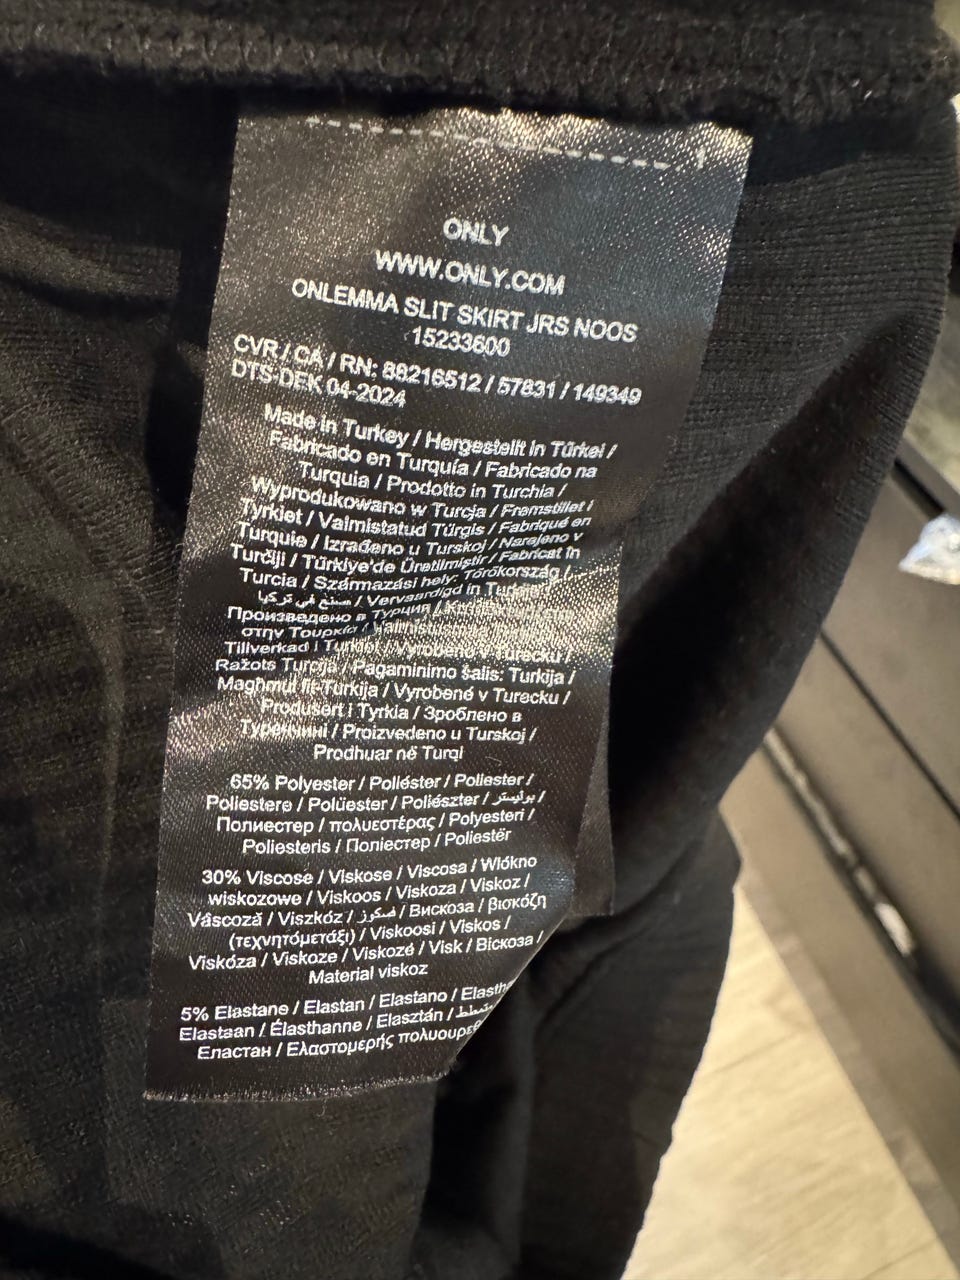 ONLY
WWW.ONLY.COM
ONLEMMA SLIT SKIRT JRS NOOS
15233600
CVR / CA / RN: 88216512 / 57831 / 149349
DTS-DEK 04-2024
Made in Turkey / Hergestellt in Türkei /
Fabricado en Turquía / Fabricado na
Turquia / Prodotto in Turchia /
Wyprodukowano w Turcja / Fremstillet i
Tyrkiet / Valmistatud Türgis / Fabriqué en
Turquie / Izrađeno u Turskoj / Narejeno v
Turčiji / Türkiye'de Üretilmiştir / Fabricat în
Turcia / Származási hely: Törökország /
صنع في تركيا / Vervaardigd in
Произведено в Турция /
στην Τουρκία /
Tillverkad i Turkiet / Vyrobeno v Turecku /
Ražots Turcija / Pagaminimo šalis: Turkija /
Magħmul fit-Turkija / Vyrobené v Turecku /
Produsert i Tyrkia / Зроблено в
Туреччині / Proizvedeno u Turskoj /
Prodhuar në Turqi
65% Polyester / Poliéster / Poliester /
Poliestere / Polüester / Poliészter / بوليستر /
Полиестер / πολυεστέρας / Polyesteri /
Poliesteris / Поліестер / Poliestër
30% Viscose / Viskose / Viscosa / Włókno
wiskozowe / Viskoos / Viskoza / Viskoz /
Vâscoză / Viszkóz / فسكوز / Вискоза / βισκόζη
(τεχνητόμετάξι) / Viskoosi / Viskos /
Viskóza / Viskoze / Viskozé / Visk / Віскоза /
Material viskoz
5% Elastane / Elastan / Elastano /
Elastaan / Élasthanne / Elasztán /
Еластан / Ελαστομερής